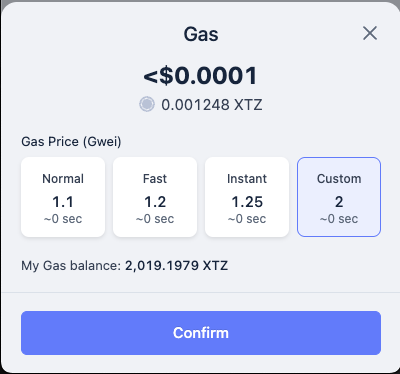 Gas
<$0.0001
0.001248 XTZ
Gas Price (Gwei)
Normal
1.1
~0 sec
Fast
1.2
~0 sec
Instant
1.25
~0 sec
Custom
2
~0 sec
My Gas balance: 2,019.1979 XTZ
Confirm